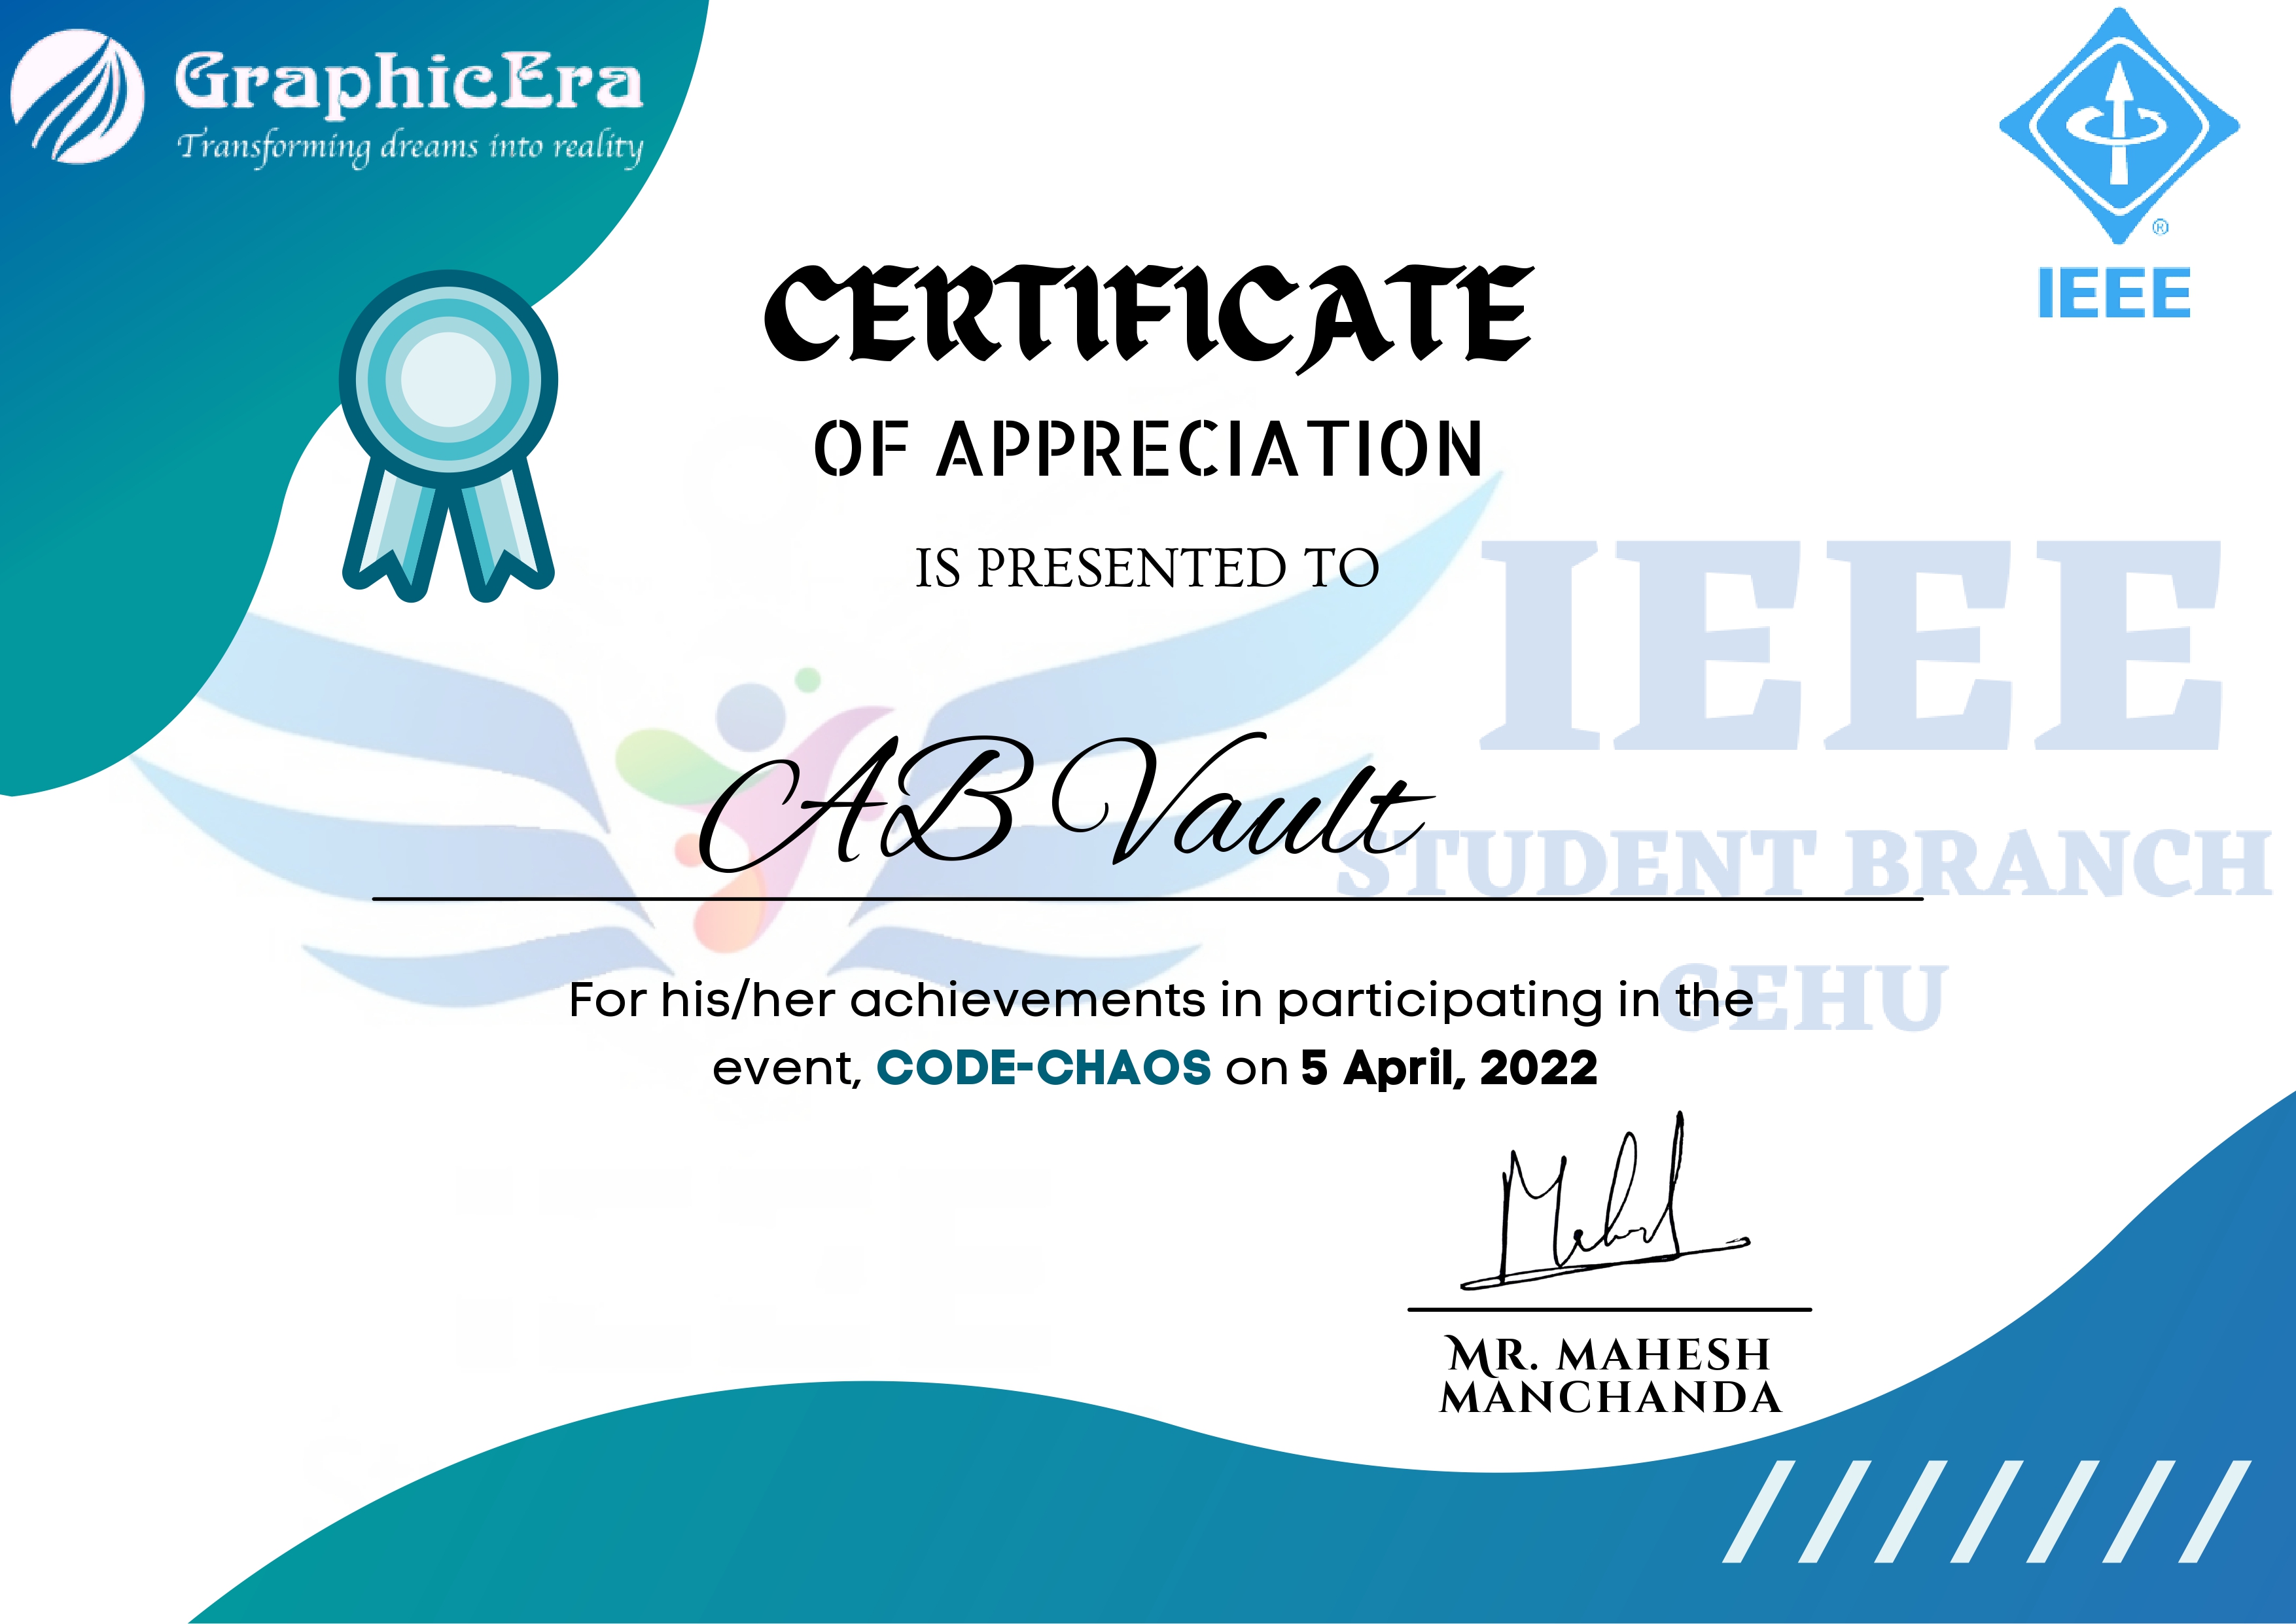 GraphicEra
Transforming dreams into reality
®
IEEE
CERTIFICATE
OF APPRECIATION
IS PRESENTED TO
IEEE
AB Vault
STUDENT BRANCH
GEHU
For his/her achievements in participating in the
event, CODE-CHAOS on 5 April, 2022
MR. MAHESH
MANCHANDA